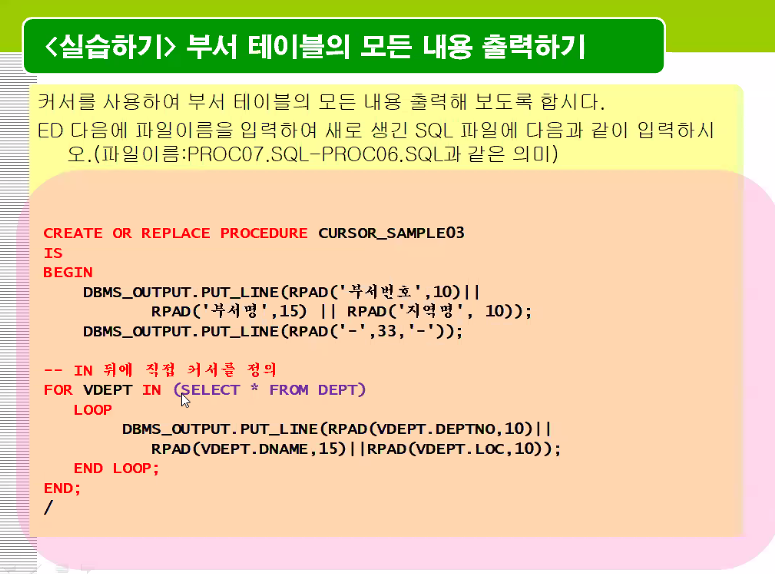 <실습하기> 부서 테이블의 모든 내용 출력하기
커서를 사용하여 부서 테이블의 모든 내용 출력해 보도록 합시다.
ED 다음에 파일이름을 입력하여 새로 생긴 SQL 파일에 다음과 같이 입력하시
오.(파일이름:PROC07.SQL-PROC06.SQL과 같은 의미)
CREATE OR REPLACE PROCEDURE CURSOR_SAMPLE03
IS
BEGIN
DBMS_OUTPUT.PUT_LINE(RPAD('부서번호',10)||
RPAD('부서명',15) || RPAD('지역명', 10));
DBMS_OUTPUT.PUT_LINE(RPAD('-',33,'-'));
-- IN 뒤에 직접 커서를 정의
FOR VDEPT IN (SELECT * FROM DEPT)
LOOP
DBMS_OUTPUT.PUT_LINE(RPAD(VDEPT.DEPTNO,10)||
RPAD(VDEPT.DNAME,15)||RPAD(VDEPT.LOC,10));
END LOOP;
END;
/